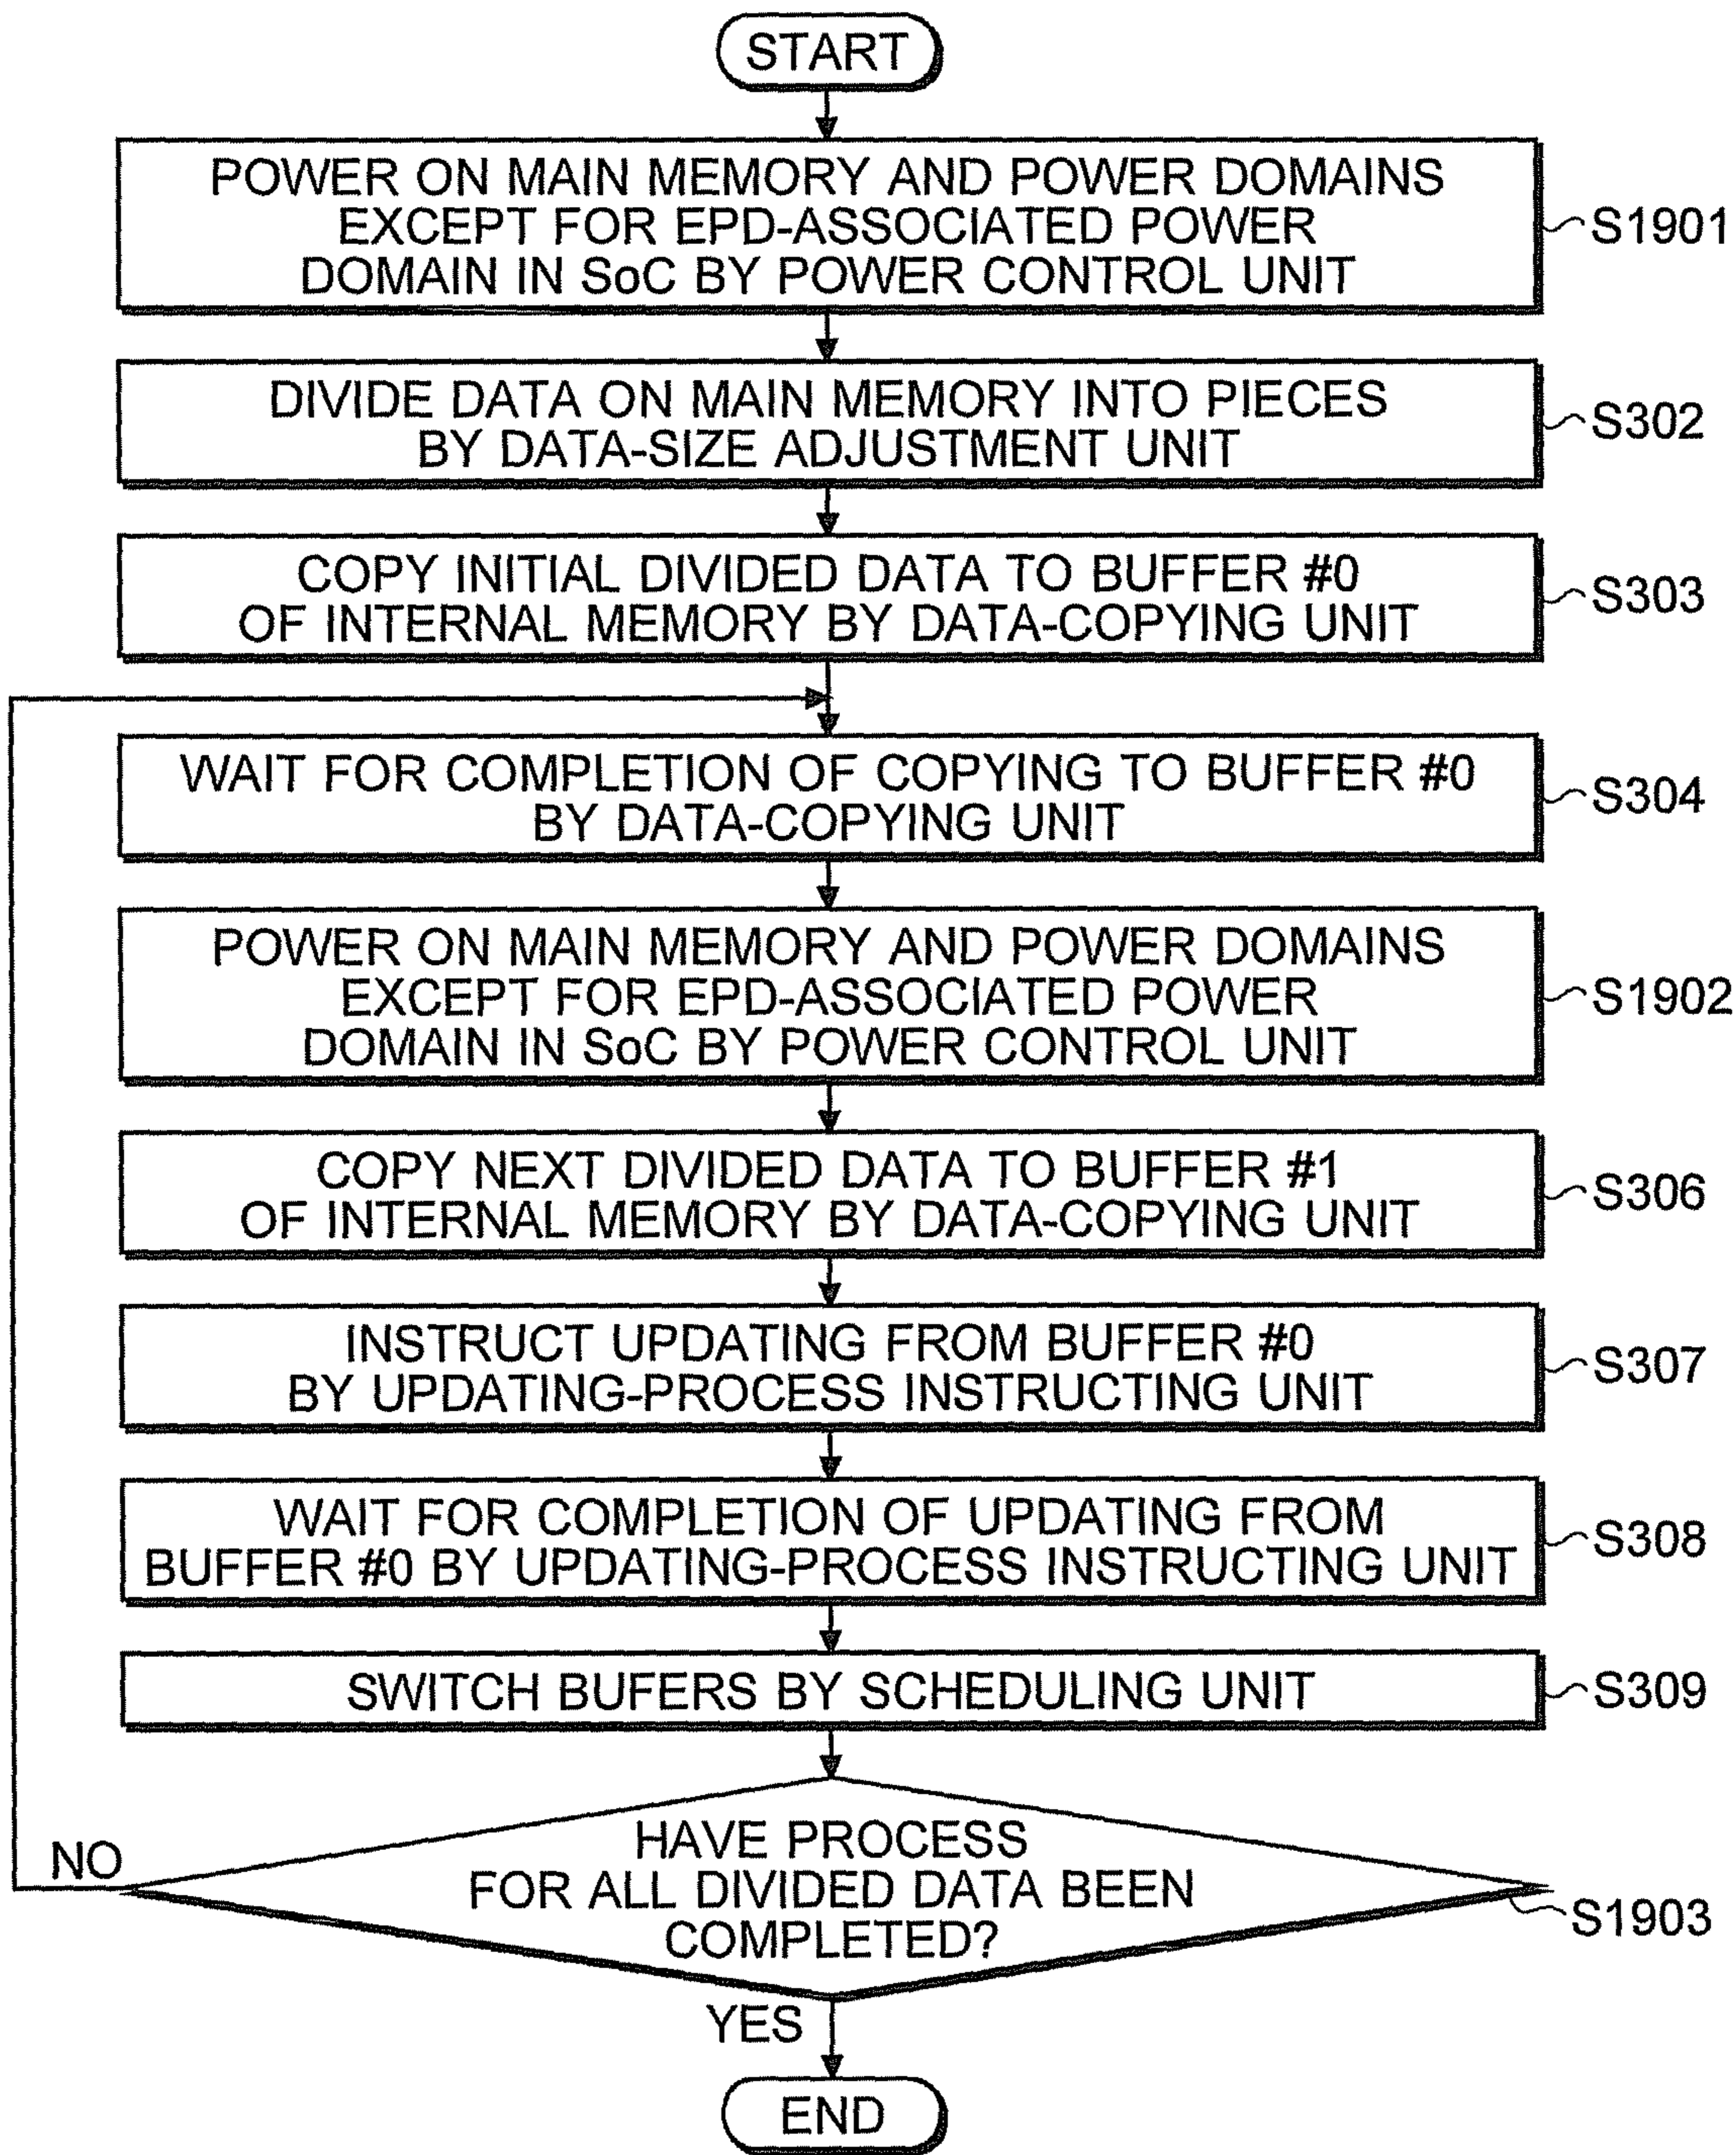 START
POWER ON MAIN MEMORY AND POWER DOMAINS
EXCEPT FOR EPD-ASSOCIATED POWER
DOMAIN IN SoC BY POWER CONTROL UNIT
S1901
DIVIDE DATA ON MAIN MEMORY INTO PIECES
BY DATA-SIZE ADJUSTMENT UNIT
S302
COPY INITIAL DIVIDED DATA TO BUFFER #0
OF INTERNAL MEMORY BY DATA-COPYING UNIT
S303
WAIT FOR COMPLETION OF COPYING TO BUFFER #0
BY DATA-COPYING UNIT
S304
POWER ON MAIN MEMORY AND POWER DOMAINS
EXCEPT FOR EPD-ASSOCIATED POWER
DOMAIN IN SoC BY POWER CONTROL UNIT
S1902
COPY NEXT DIVIDED DATA TO BUFFER #1
OF INTERNAL MEMORY BY DATA-COPYING UNIT
S306
INSTRUCT UPDATING FROM BUFFER #0
BY UPDATING-PROCESS INSTRUCTING UNIT
S307
WAIT FOR COMPLETION OF UPDATING FROM
BUFFER #0 BY UPDATING-PROCESS INSTRUCTING UNIT
S308
SWITCH BUFERS BY SCHEDULING UNIT
S309
HAVE PROCESS
FOR ALL DIVIDED DATA BEEN
COMPLETED?
S1903
NO
YES
END